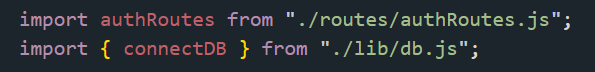 import authRoutes from "./routes/authRoutes.js";
import { connectDB } from "./lib/db.js";